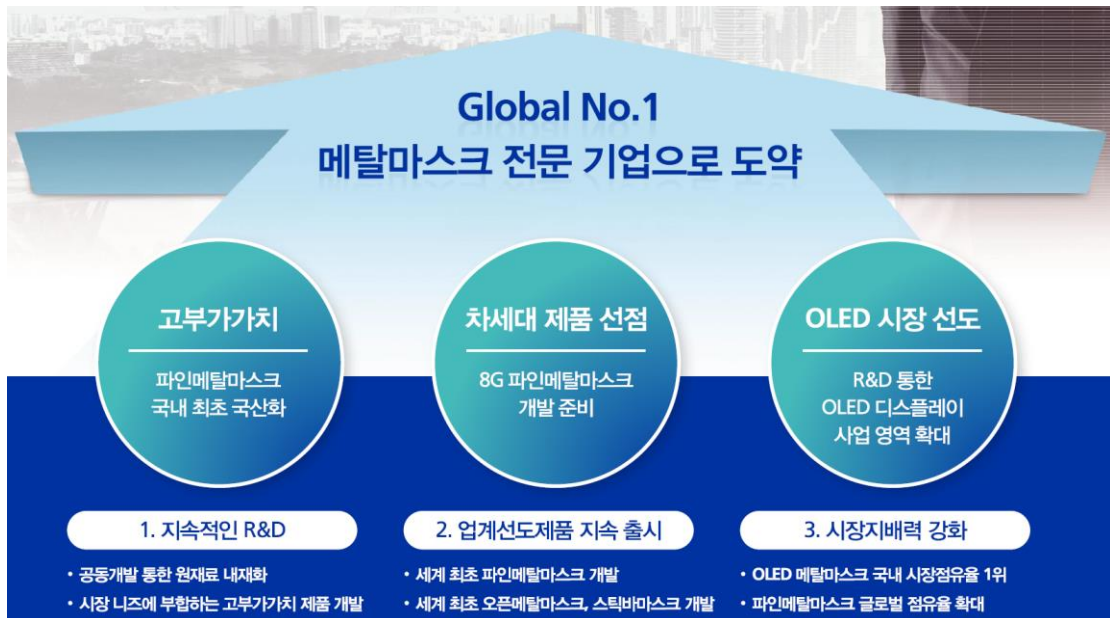 Global No.1
메탈마스크 전문 기업으로 도약
고부가가치
파인메탈마스크
국내 최초 국산화
차세대 제품 선점
8G 파인메탈마스크
개발 준비
OLED 시장 선도
R&D 통한
OLED 디스플레이
사업 영역 확대
1. 지속적인 R&D
• 공동개발 통한 원재료 내재화
• 시장 니즈에 부합하는 고부가가치 제품 개발
2. 업계선도제품 지속 출시
• 세계 최초 파인메탈마스크 개발
• 세계 최초 오픈메탈마스크, 스틱바마스크 개발
3. 시장지배력 강화
• OLED 메탈마스크 국내 시장점유율 1위
• 파인메탈마스크 글로벌 점유율 확대